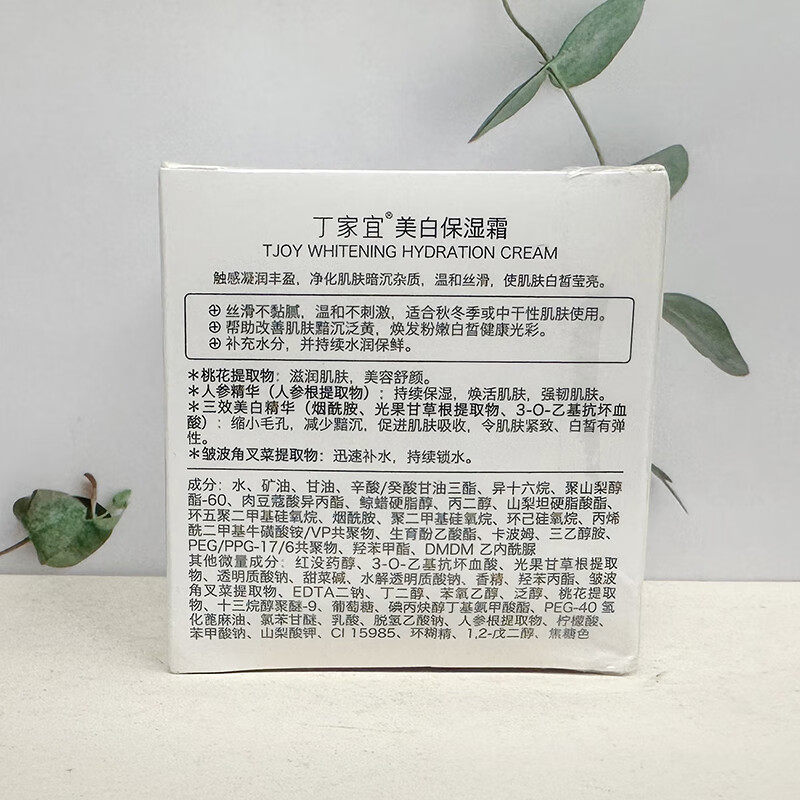 丁家宜®美白保湿霜
TJOY WHITENING HYDRATION CREAM
触感凝润丰盈，净化肌肤暗沉杂质，温和丝滑，使肌肤白皙莹亮。
⊕ 丝滑不黏腻，温和不刺激，适合秋冬季或中干性肌肤使用。
⊕ 帮助改善肌肤黯沉泛黄，焕发粉嫩白皙健康光彩。
⊕ 补充水分，并持续水润保鲜。
＊桃花提取物：滋润肌肤，美容舒颜。
＊人参精华（人参根提取物）：持续保湿，焕活肌肤，强韧肌肤。
＊三效美白精华（烟酰胺、光果甘草根提取物、3-O-乙基抗坏血
酸）：缩小毛孔，减少黯沉，促进肌肤吸收，令肌肤紧致、白皙有弹
性。
＊皱波角叉菜提取物：迅速补水，持续锁水。
成分：水、矿油、甘油、辛酸/癸酸甘油三酯、异十六烷、聚山梨醇
酯-60、肉豆蔻酸异丙酯、鲸蜡硬脂醇、丙二醇、山梨坦硬脂酸酯、
环五聚二甲基硅氧烷、烟酰胺、聚二甲基硅氧烷、环己硅氧烷、丙烯
酰二甲基牛磺酸铵/VP共聚物、生育酚乙酸酯、卡波姆、三乙醇胺、
PEG/PPG-17/6共聚物、羟苯甲酯、DMDM 乙内酰脲
其他微量成分：红没药醇、3-O-乙基抗坏血酸、光果甘草根提取
物、透明质酸钠、甜菜碱、水解透明质酸钠、香精、羟苯丙酯、皱波
角叉菜提取物、EDTA二钠、丁二醇、苯氧乙醇、泛醇、桃花提取
物、十三烷醇聚醚-9、葡萄糖、碘丙炔醇丁基氨甲酸酯、PEG-40 氢
化蓖麻油、氯苯甘醚、乳酸、脱氢乙酸钠、人参根提取物、柠檬酸、
苯甲酸钠、山梨酸钾、CI 15985、环糊精、1,2-戊二醇、焦糖色